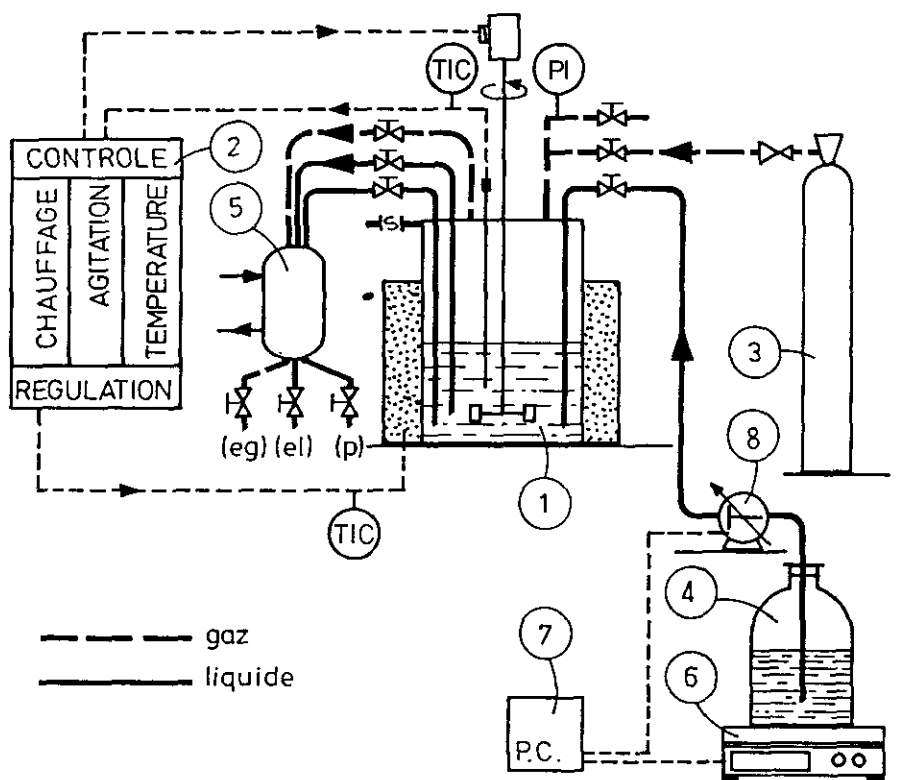 TIC
PI
CONTROLE
2
CHAUFFAGE
AGITATION
TEMPERATURE
REGULATION
5
S
3
(eg) (el) (p)
1
8
TIC
4
7
gaz
liquide
6
P.C.